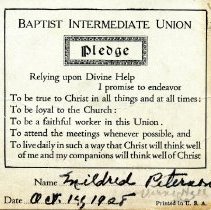 BAPTIST INTERMEDIATE UNION
Pledge
Relying upon Divine Help
I promise to endeavor
To be true to Christ in all things and at all times:
To be loyal to the Church:
To be a faithful worker in this Union.
To attend the meetings whenever possible, and
To live daily in such a way that Christ will think well
of me and my companions will think well of Christ
Name Mildred Peterson
Date Oct. 14, 1928
Printed in U. S. A.